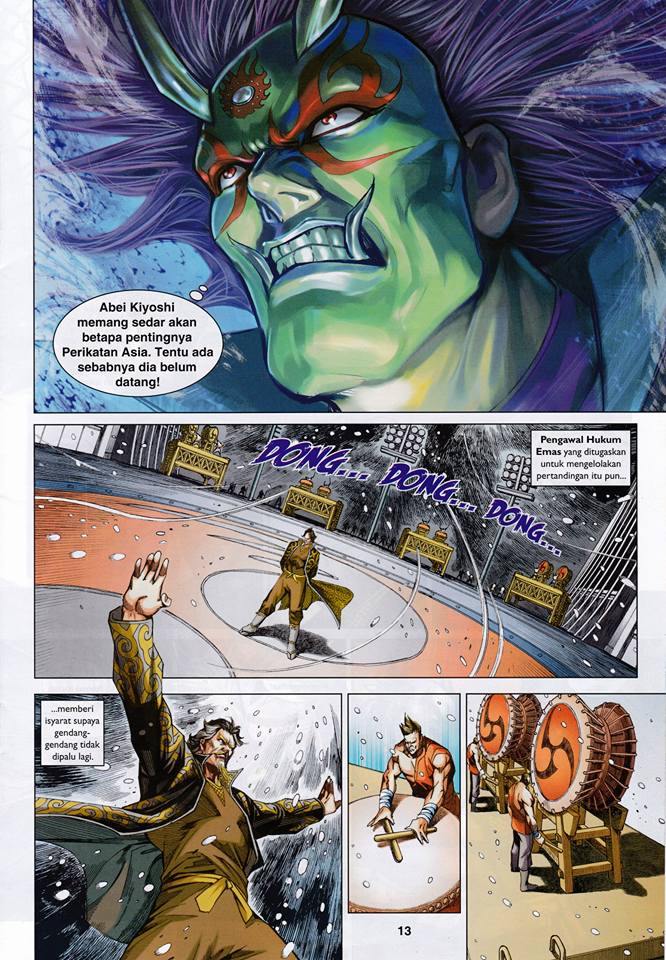 Abei Kiyoshi
memang sedar akan
betapa pentingnya
Perikatan Asia. Tentu ada
sebabnya dia belum
datang!
Pengawal Hukum
Emas yang ditugaskan
untuk mengelolakan
pertandingan itu pun...
DONG... DONG... DONG...
...memberi
isyarat supaya
gendang-
gendang tidak
dipalu lagi.
13